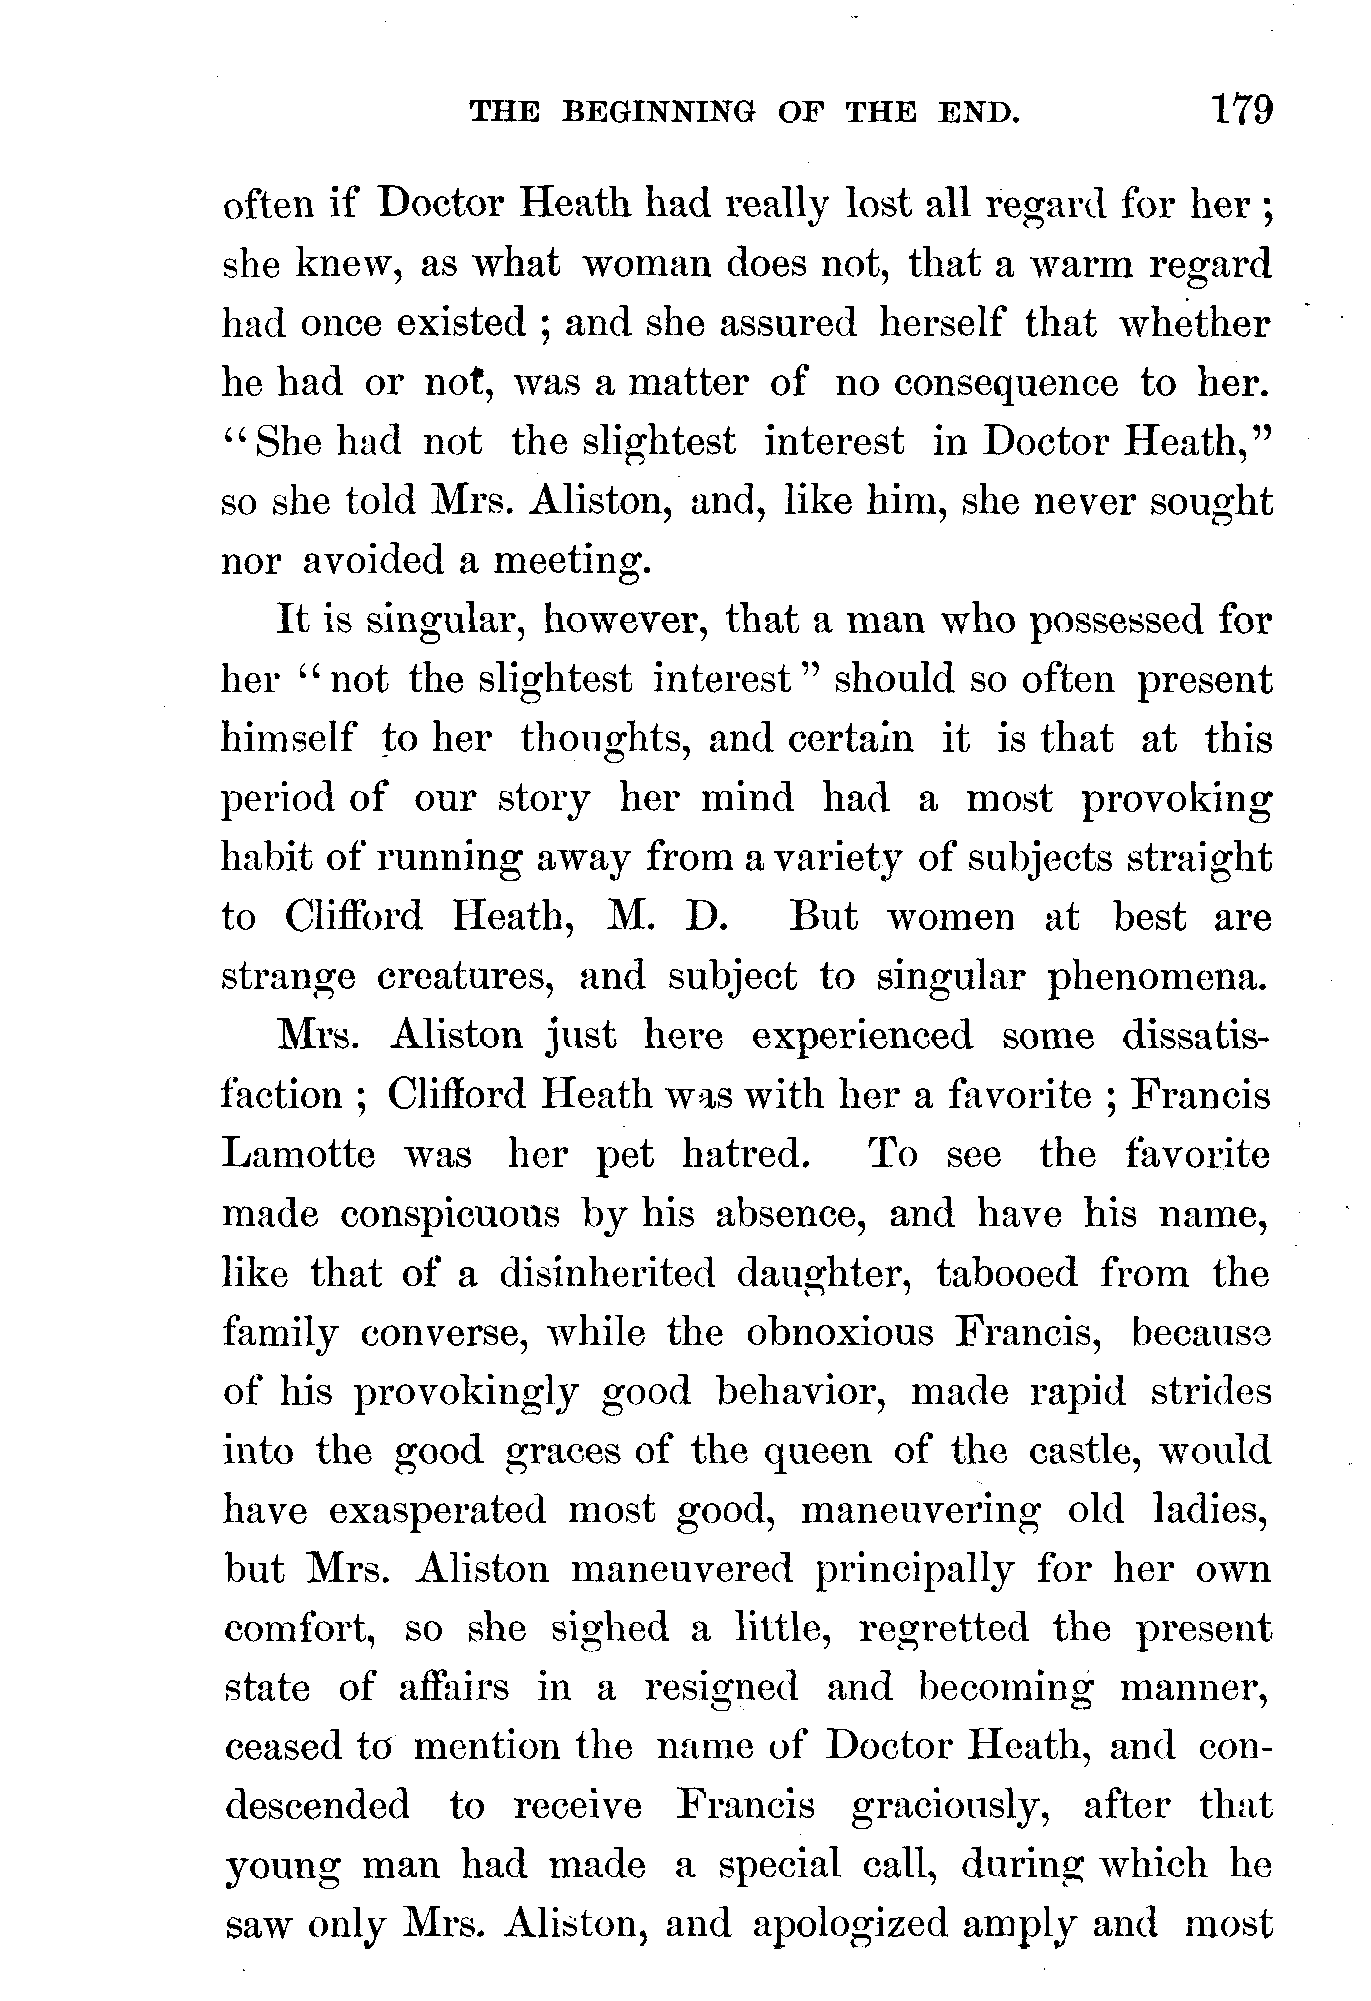 THE BEGINNING OF THE END. 179
often if Doctor Heath had really lost all regard for her ;
she knew, as what woman does not, that a warm regard
had once existed ; and she assured herself that whether
he had or not, was a matter of no consequence to her.
“She had not the slightest interest in Doctor Heath,”
so she told Mrs. Aliston, and, like him, she never sought
nor avoided a meeting.
It is singular, however, that a man who possessed for
her “ not the slightest interest ” should so often present
himself to her thoughts, and certain it is that at this
period of our story her mind had a most provoking
habit of running away from a variety of subjects straight
to Clifford Heath, M. D. But women at best are
strange creatures, and subject to singular phenomena.
Mrs. Aliston just here experienced some dissatis-
faction ; Clifford Heath was with her a favorite ; Francis
Lamotte was her pet hatred. To see the favorite
made conspicuous by his absence, and have his name,
like that of a disinherited daughter, tabooed from the
family converse, while the obnoxious Francis, because
of his provokingly good behavior, made rapid strides
into the good graces of the queen of the castle, would
have exasperated most good, maneuvering old ladies,
but Mrs. Aliston maneuvered principally for her own
comfort, so she sighed a little, regretted the present
state of affairs in a resigned and becoming manner,
ceased to mention the name of Doctor Heath, and con-
descended to receive Francis graciously, after that
young man had made a special call, during which he
saw only Mrs. Aliston, and apologized amply and most